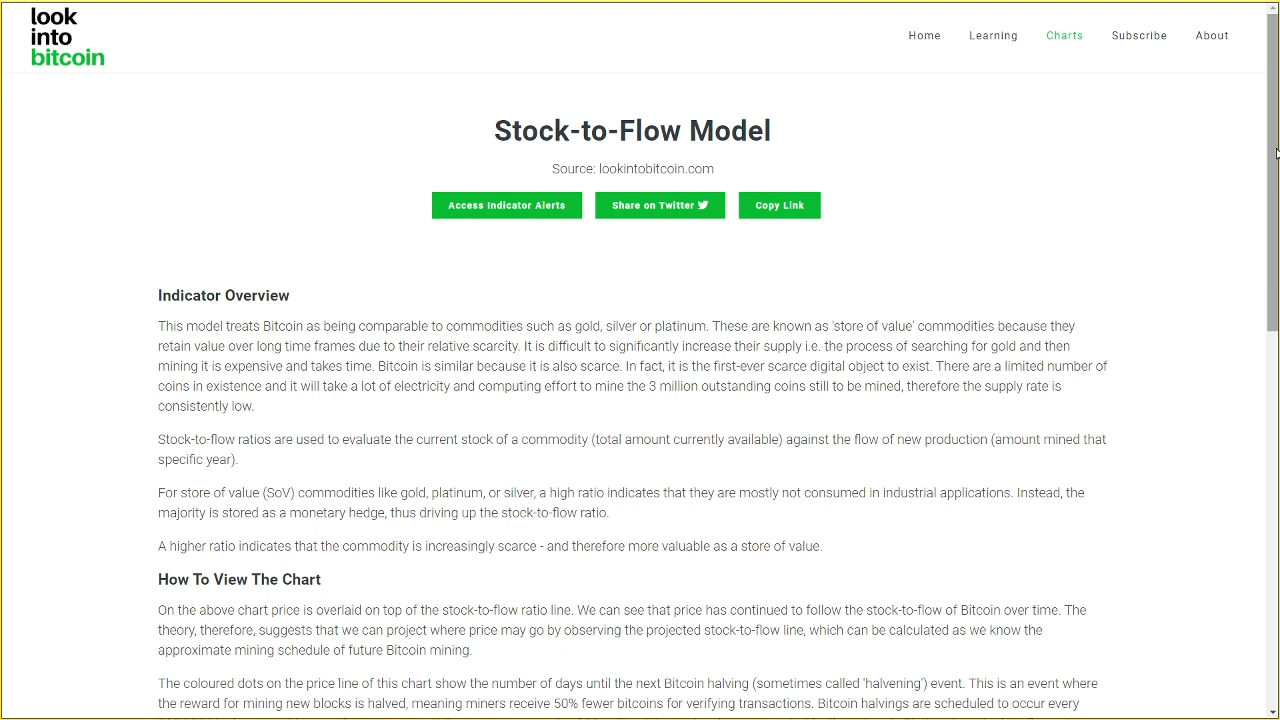 look
into
bitcoin
Home Learning Charts Subscribe About
Stock-to-Flow Model
Source: lookintobitcoin.com
Access Indicator Alerts Share on Twitter Copy Link
Indicator Overview
This model treats Bitcoin as being comparable to commodities such as gold, silver or platinum. These are known as 'store of value' commodities because they
retain value over long time frames due to their relative scarcity. It is difficult to significantly increase their supply i.e. the process of searching for gold and then
mining it is expensive and takes time. Bitcoin is similar because it is also scarce. In fact, it is the first-ever scarce digital object to exist. There are a limited number of
coins in existence and it will take a lot of electricity and computing effort to mine the 3 million outstanding coins still to be mined, therefore the supply rate is
consistently low.
Stock-to-flow ratios are used to evaluate the current stock of a commodity (total amount currently available) against the flow of new production (amount mined that
specific year).
For store of value (SoV) commodities like gold, platinum, or silver, a high ratio indicates that they are mostly not consumed in industrial applications. Instead, the
majority is stored as a monetary hedge, thus driving up the stock-to-flow ratio.
A higher ratio indicates that the commodity is increasingly scarce - and therefore more valuable as a store of value.
How To View The Chart
On the above chart price is overlaid on top of the stock-to-flow ratio line. We can see that price has continued to follow the stock-to-flow of Bitcoin over time. The
theory, therefore, suggests that we can project where price may go by observing the projected stock-to-flow line, which can be calculated as we know the
approximate mining schedule of future Bitcoin mining.
The coloured dots on the price line of this chart show the number of days until the next Bitcoin halving (sometimes called 'halvening') event. This is an event where
the reward for mining new blocks is halved, meaning miners receive 50% fewer bitcoins for verifying transactions. Bitcoin halvings are scheduled to occur every